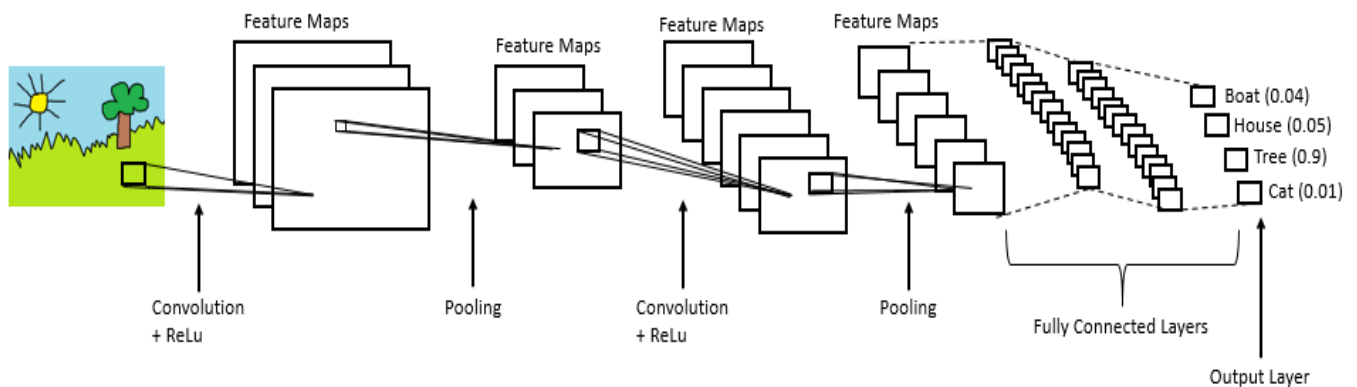 Feature Maps
Feature Maps
Feature Maps
Feature Maps
Boat (0.04)
House (0.05)
Tree (0.9)
Cat (0.01)
Convolution
+ ReLu
Pooling
Convolution
+ ReLu
Pooling
Fully Connected Layers
Output Layer